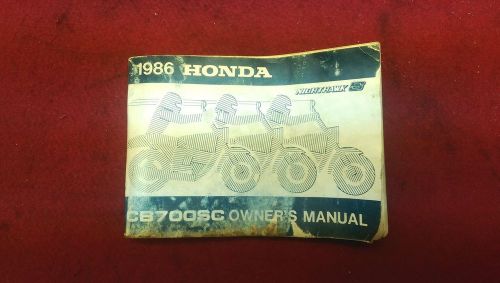 1986 HONDA
NIGHTHAWK S
CB700SC OWNER'S MANUAL